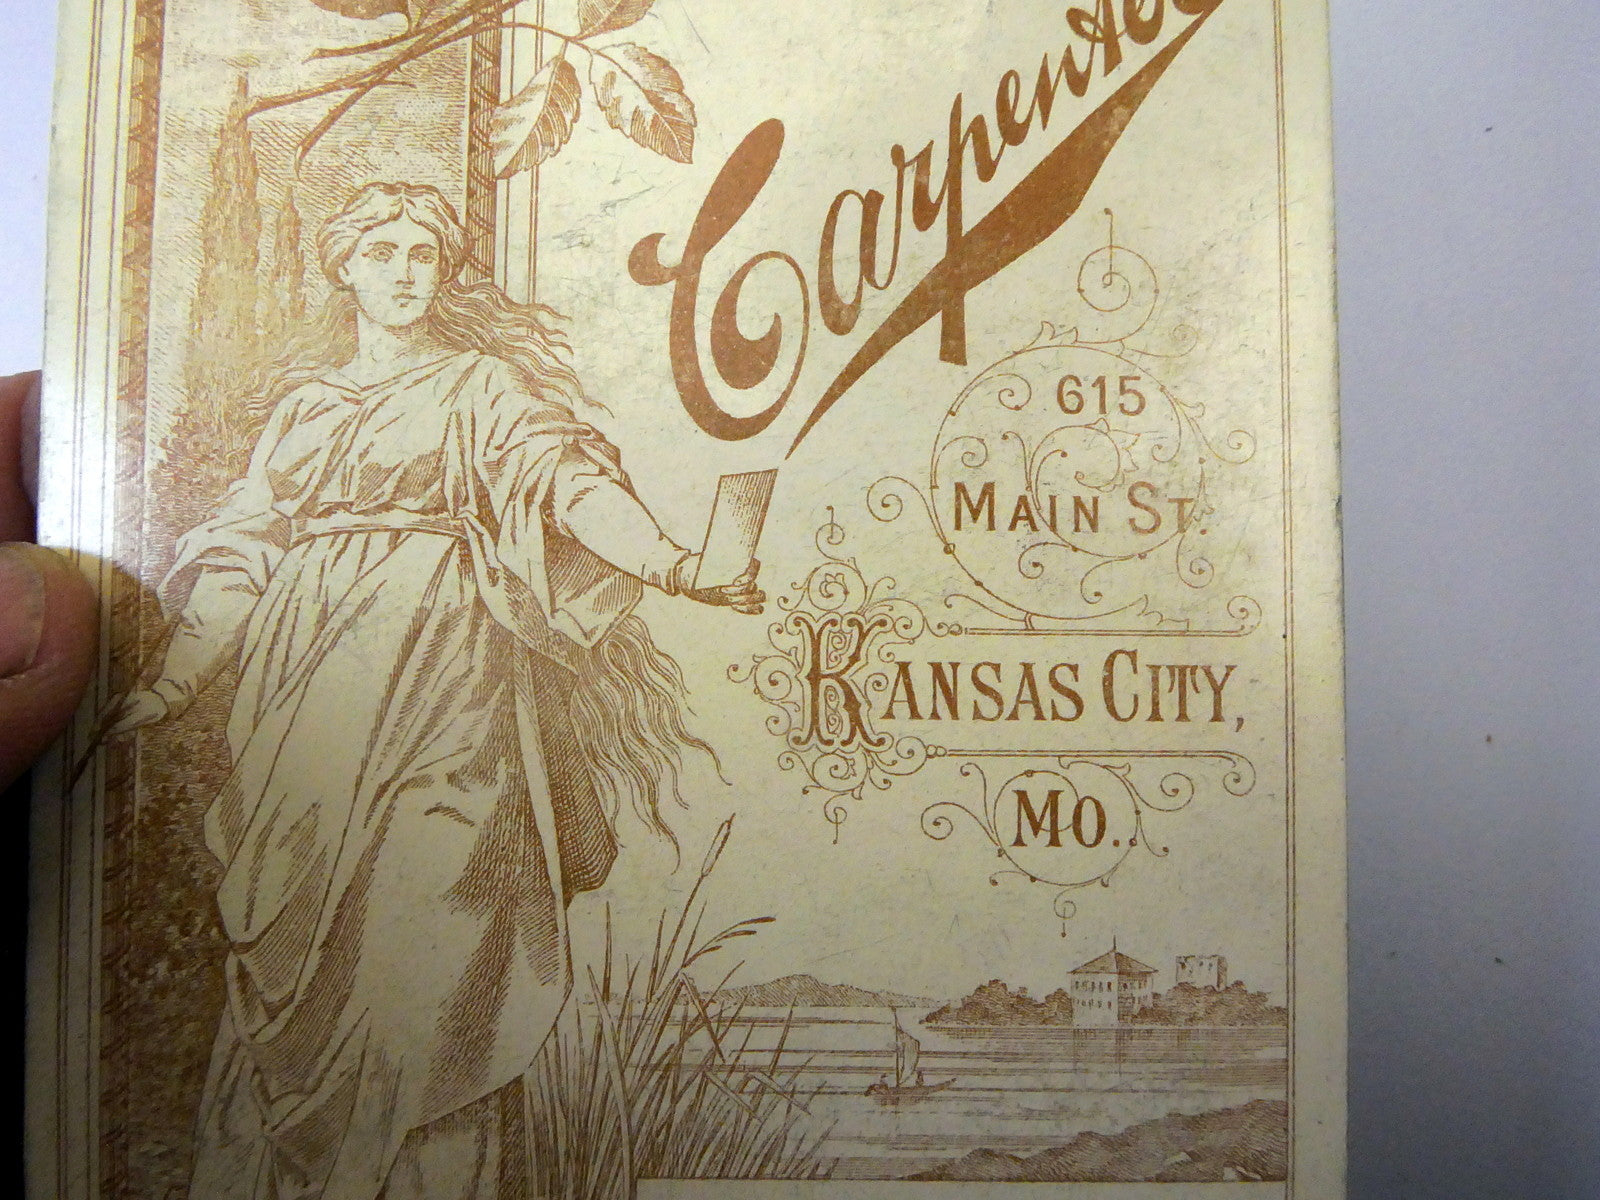 Carpenter
615
MAIN ST.
KANSAS CITY,
MO..